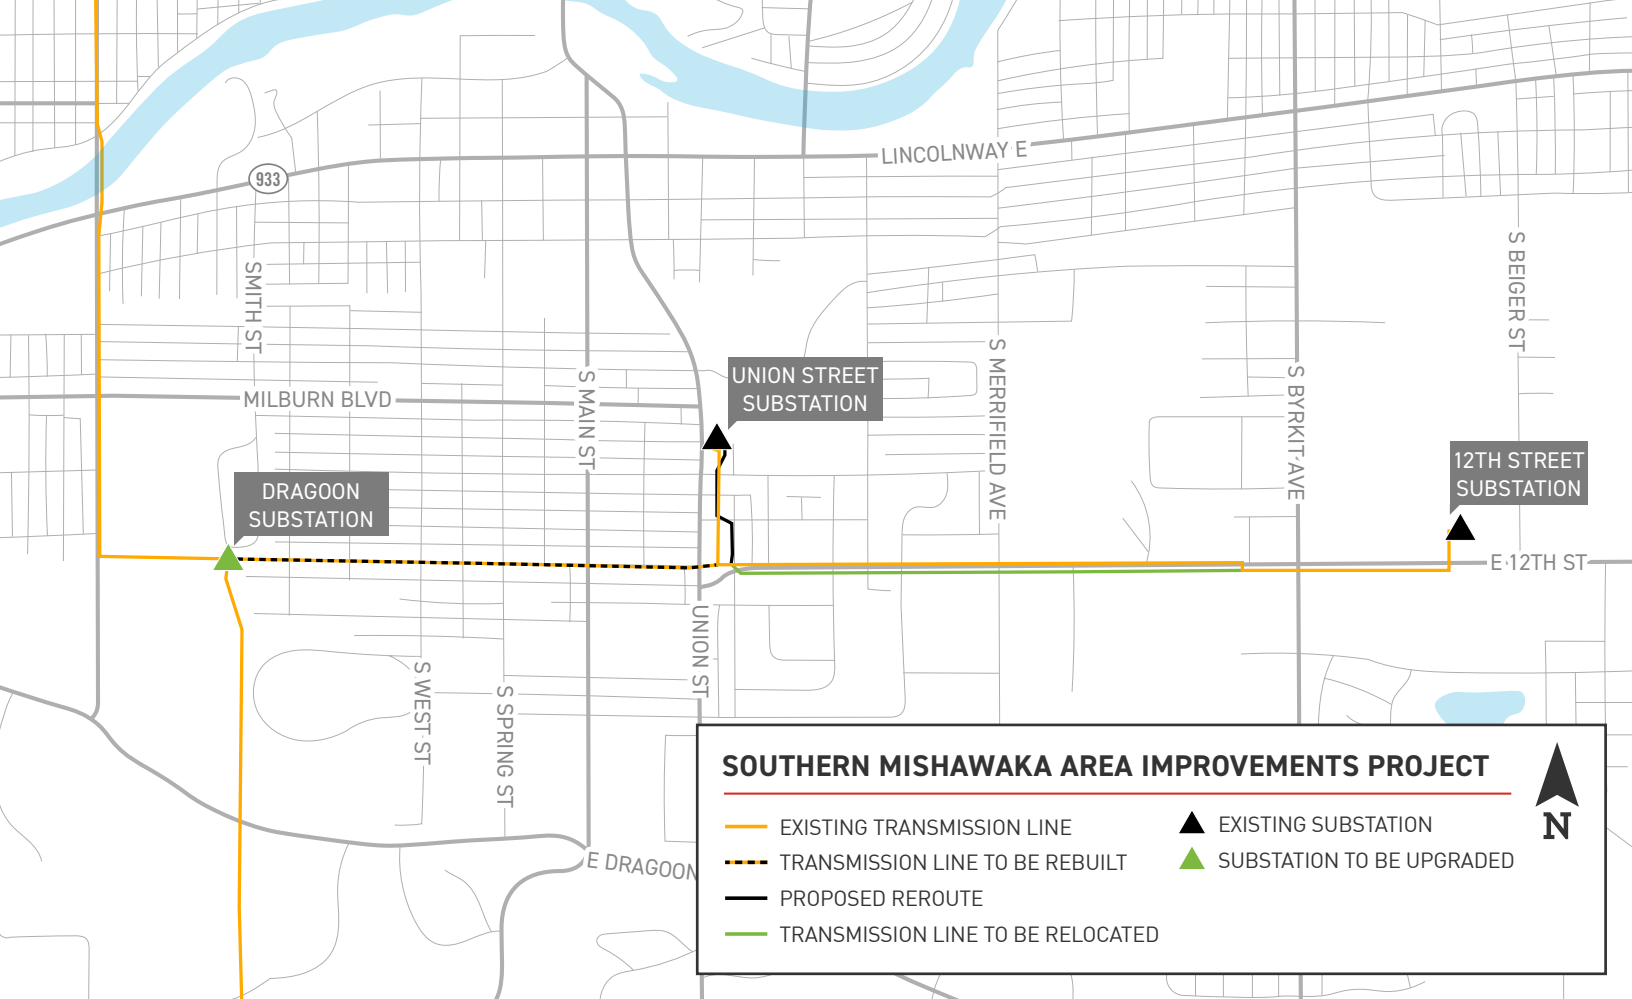 LINCOLNWAY E
933
SMITH ST
S BEIGER ST
S MERRIFIELD AVE
UNION STREET
SUBSTATION
S MAIN ST
S BYRKIT AVE
MILBURN BLVD
12TH STREET
SUBSTATION
DRAGOON
SUBSTATION
E 12TH ST
UNION ST
S WEST ST
S SPRING ST
E DRAGOON
SOUTHERN MISHAWAKA AREA IMPROVEMENTS PROJECT
EXISTING TRANSMISSION LINE
TRANSMISSION LINE TO BE REBUILT
PROPOSED REROUTE
TRANSMISSION LINE TO BE RELOCATED
EXISTING SUBSTATION
SUBSTATION TO BE UPGRADED
N